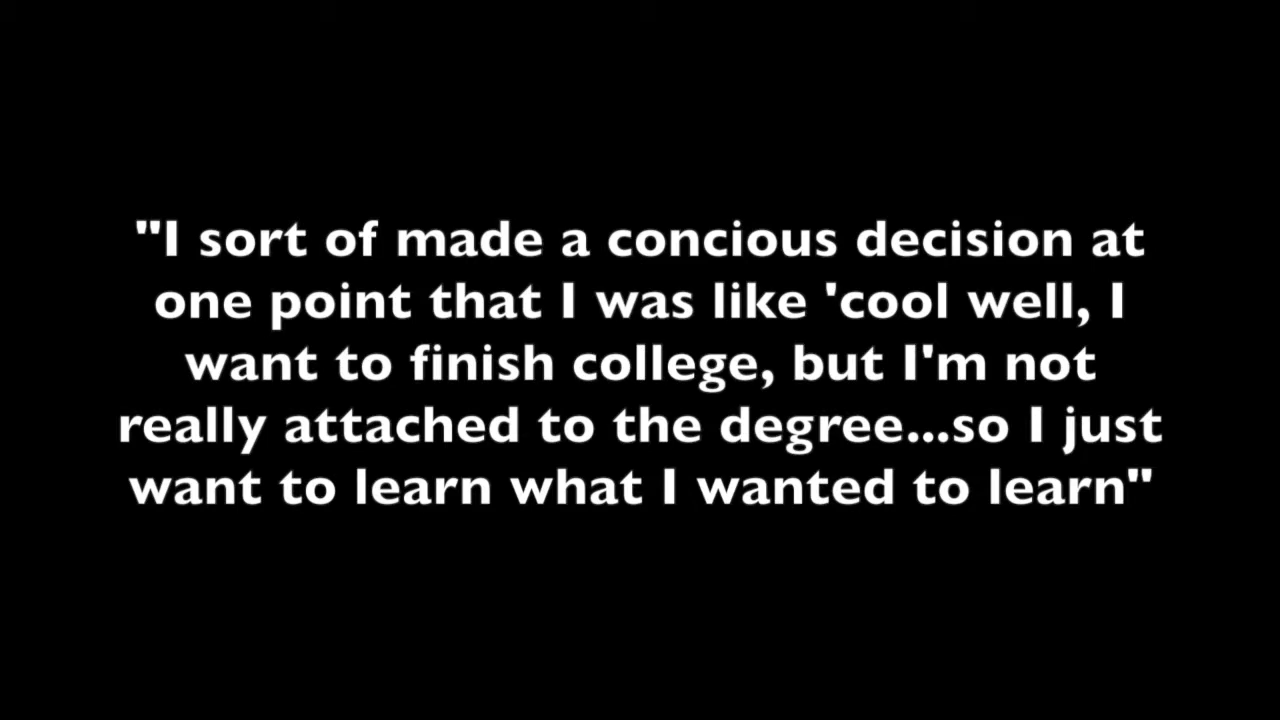 "I sort of made a concious decision at
one point that I was like 'cool well, I
want to finish college, but I'm not
really attached to the degree...so I just
want to learn what I wanted to learn"